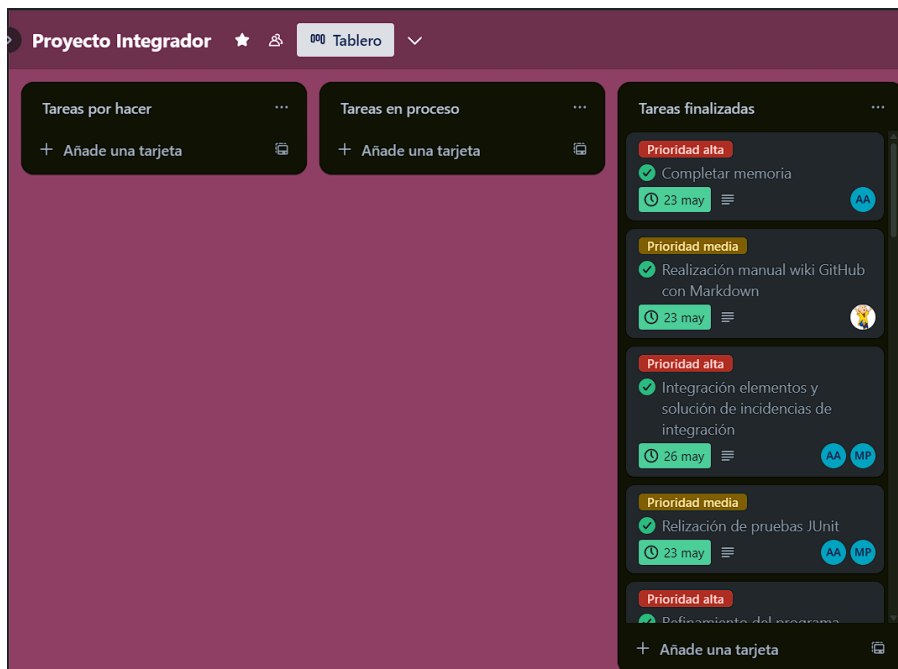 Proyecto Integrador
Tablero
Tareas por hacer
Añade una tarjeta
Tareas en proceso
Añade una tarjeta
Tareas finalizadas
Prioridad alta
Completar memoria
23 may
AA
Prioridad media
Realización manual wiki GitHub
con Markdown
23 may
Prioridad alta
Integración elementos y
solución de incidencias de
integración
26 may
AA MP
Prioridad media
Relización de pruebas JUnit
23 may
AA MP
Prioridad alta
Refinamiento del programa
Añade una tarjeta